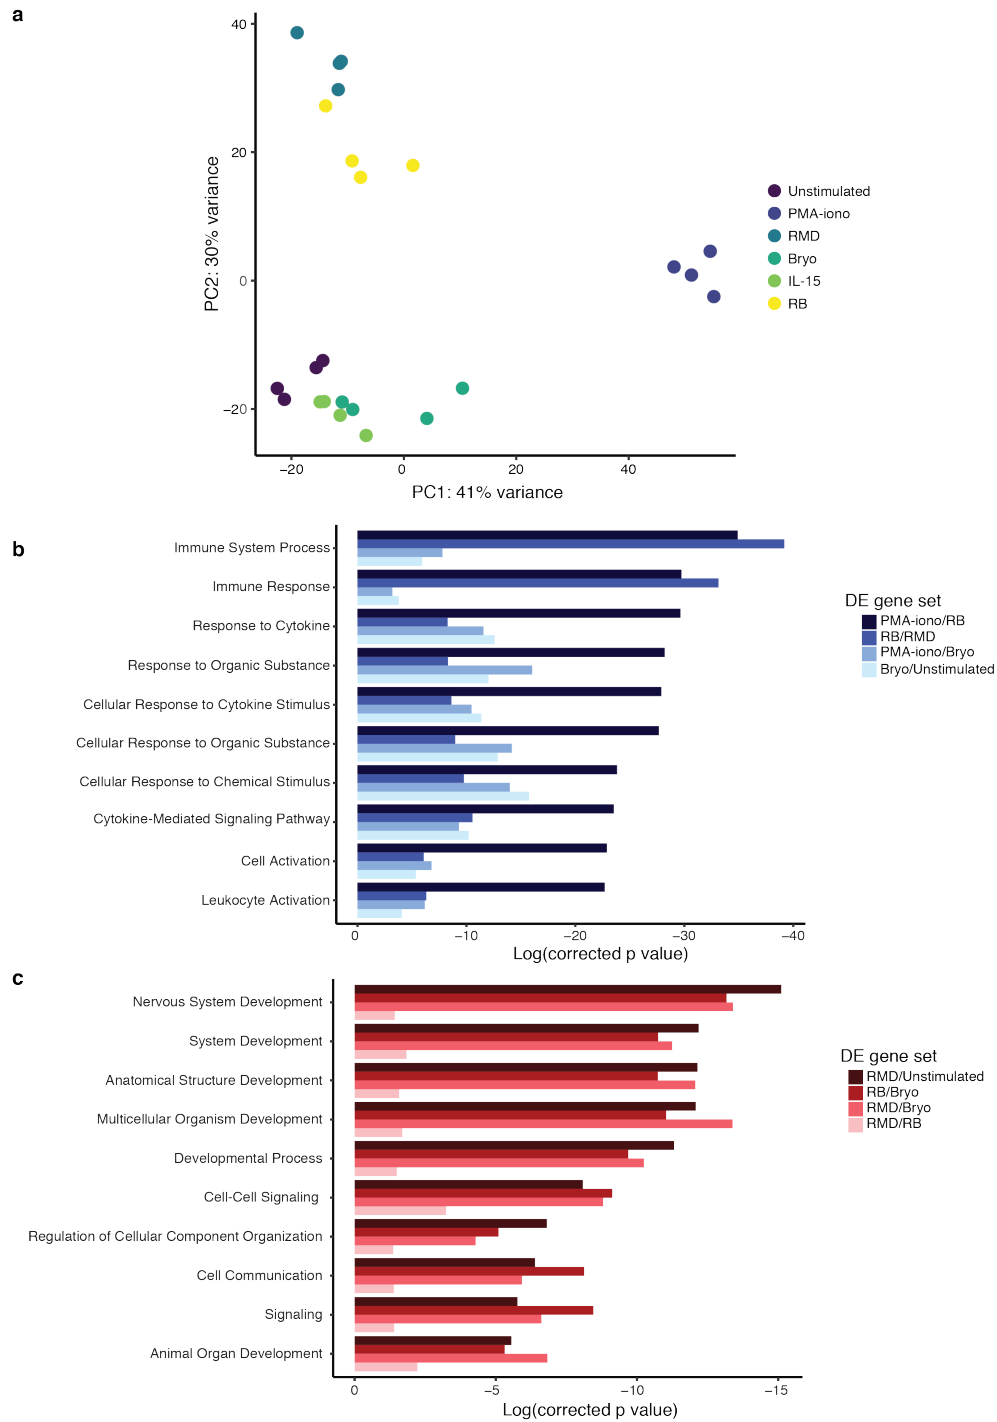 a
40
20
0
−20
PC2: 30% variance
−20
0
20
40
PC1: 41% variance
Unstimulated
PMA-iono
RMD
Bryo
IL-15
RB
b
Immune System Process
Immune Response
Response to Cytokine
Response to Organic Substance
Cellular Response to Cytokine Stimulus
Cellular Response to Organic Substance
Cellular Response to Chemical Stimulus
Cytokine-Mediated Signaling Pathway
Cell Activation
Leukocyte Activation
0
−10
−20
−30
−40
Log(corrected p value)
DE gene set
PMA-iono/RB
RB/RMD
PMA-iono/Bryo
Bryo/Unstimulated
c
Nervous System Development
System Development
Anatomical Structure Development
Multicellular Organism Development
Developmental Process
Cell-Cell Signaling
Regulation of Cellular Component Organization
Cell Communication
Signaling
Animal Organ Development
0
−5
−10
−15
Log(corrected p value)
DE gene set
RMD/Unstimulated
RB/Bryo
RMD/Bryo
RMD/RB